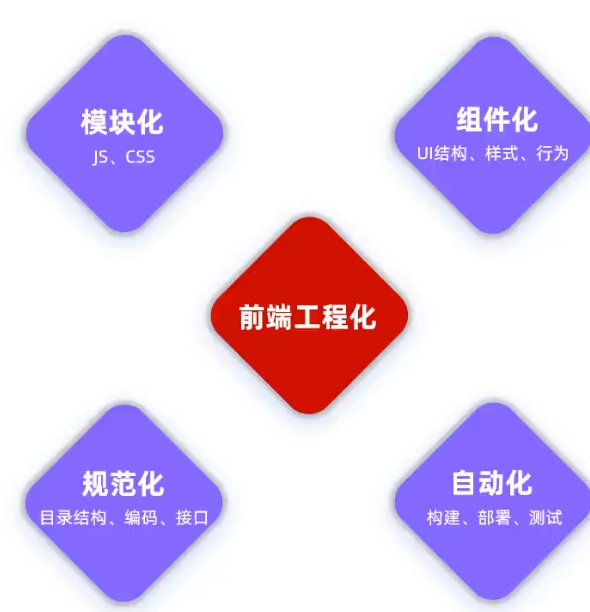 模块化
JS、CSS
组件化
UI结构、样式、行为
前端工程化
规范化
目录结构、编码、接口
自动化
构建、部署、测试